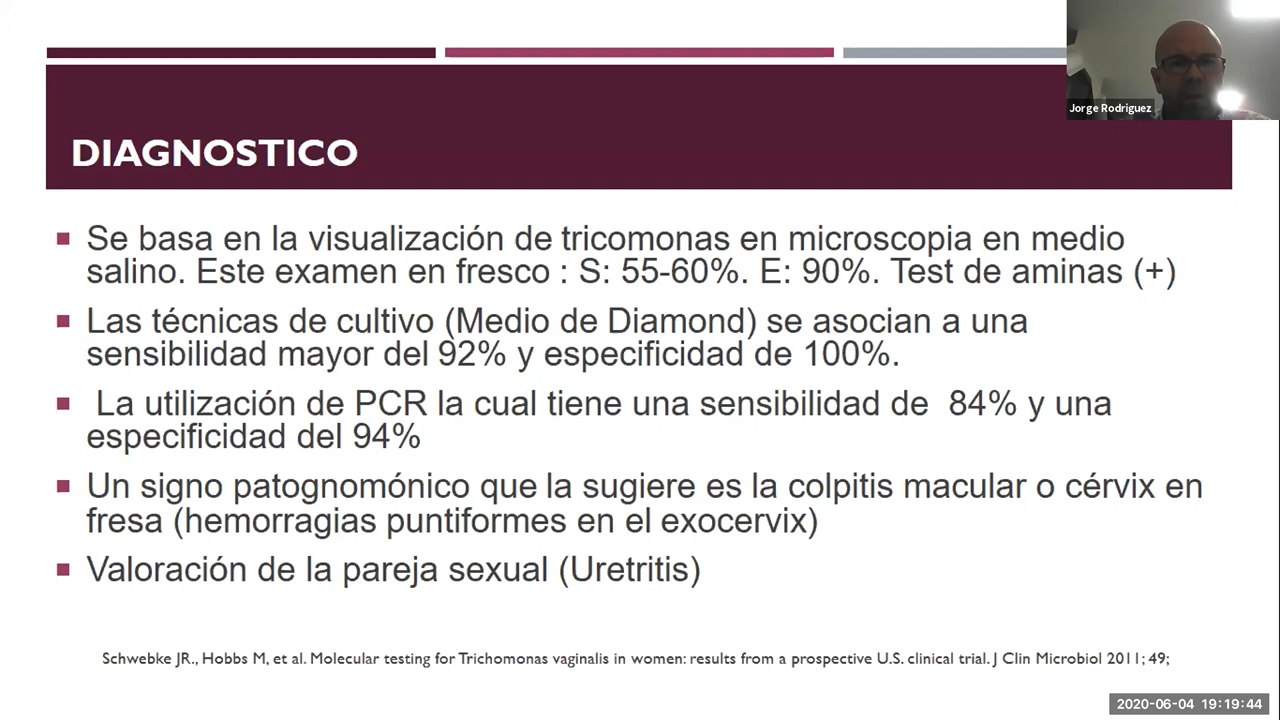 Jorge Rodríguez
DIAGNOSTICO
Se basa en la visualización de tricomonas en microscopia en medio
salino. Este examen en fresco : S: 55-60%. E: 90%. Test de aminas (+)
Las técnicas de cultivo (Medio de Diamond) se asocian a una
sensibilidad mayor del 92% y especificidad de 100%.
La utilización de PCR la cual tiene una sensibilidad de 84% y una
especificidad del 94%
Un signo patognomónico que la sugiere es la colpitis macular o cérvix en
fresa (hemorragias puntiformes en el exocervix)
Valoración de la pareja sexual (Uretritis)
Schwebke JR., Hobbs M, et al. Molecular testing for Trichomonas vaginalis in women: results from a prospective U.S. clinical trial. J Clin Microbiol 2011; 49;
2020-06-04 19:19:44